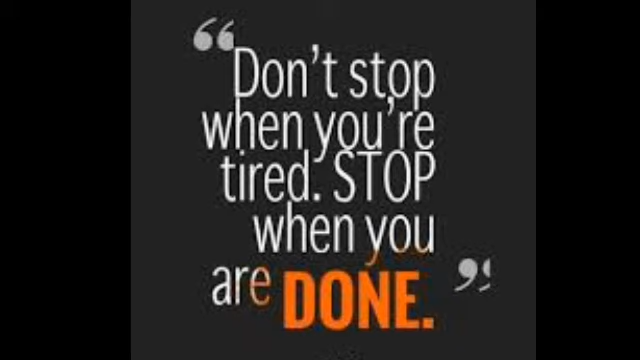 “Don’t stop
when you’re
tired. STOP
when you
are DONE.”